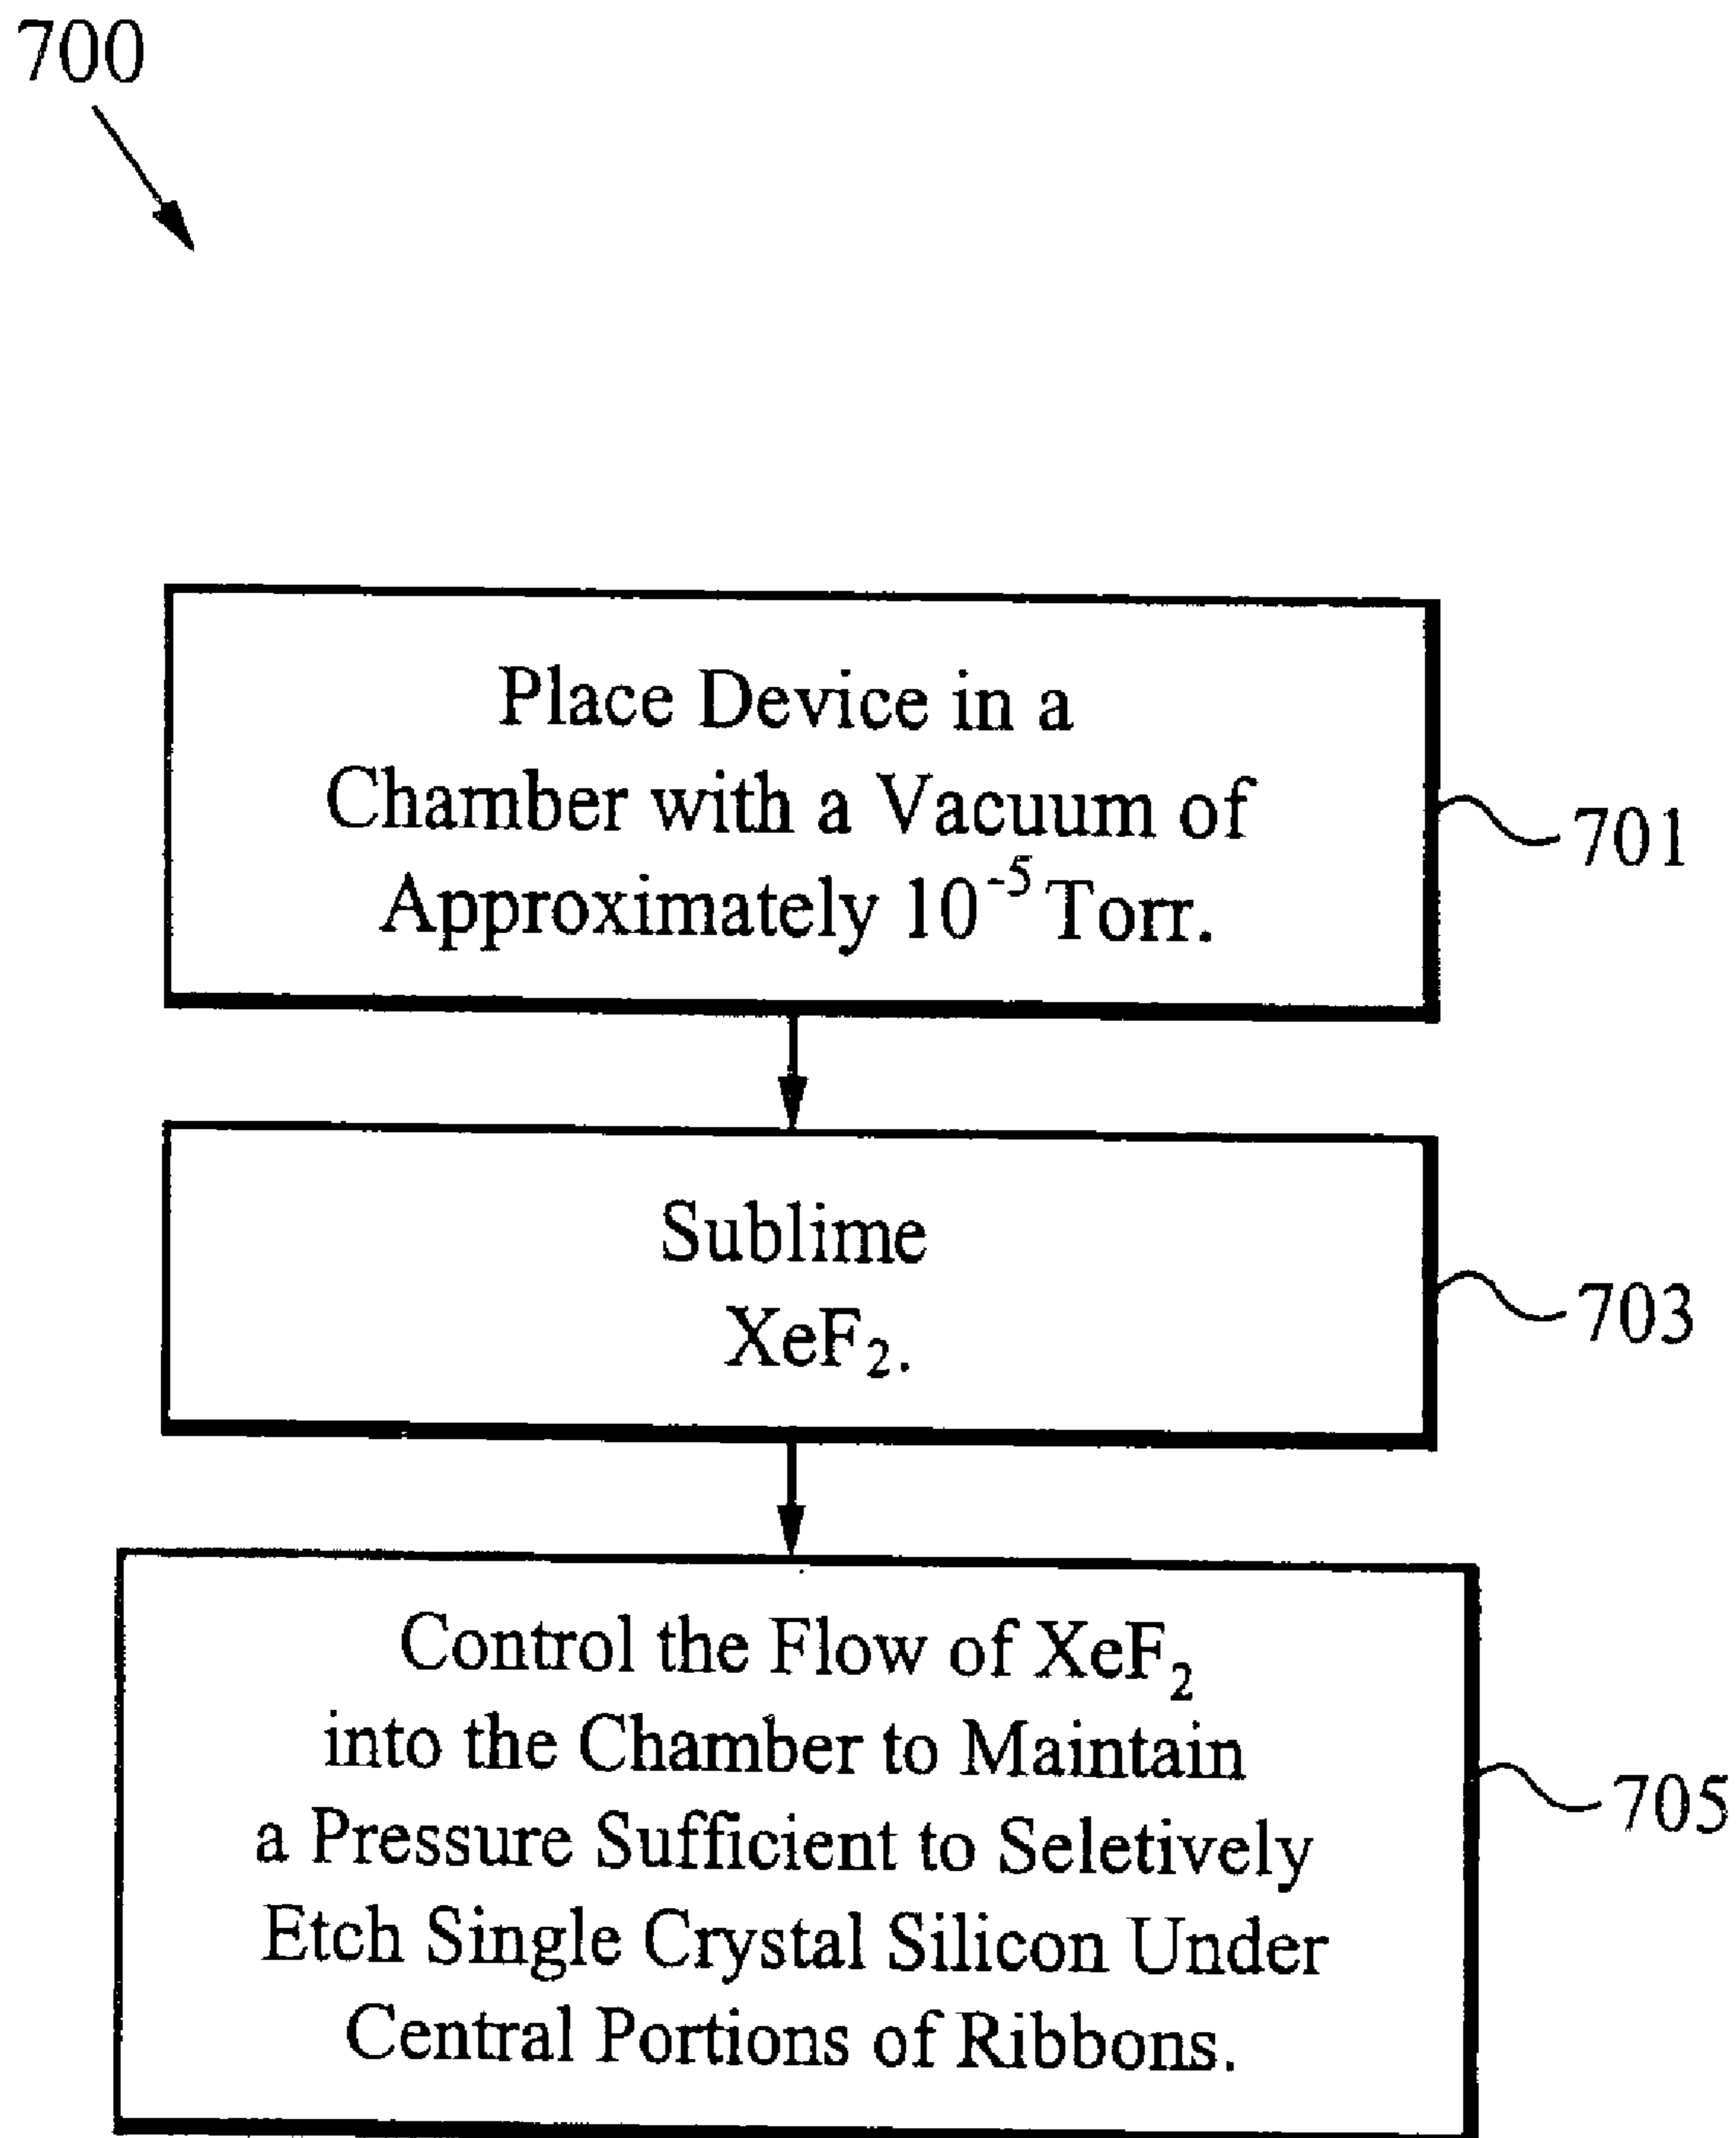 700
Place Device in a
Chamber with a Vacuum of
Approximately 10⁻⁵ Torr.
701
Sublime
XeF₂.
703
Control the Flow of XeF₂
into the Chamber to Maintain
a Pressure Sufficient to Seletively
Etch Single Crystal Silicon Under
Central Portions of Ribbons.
705